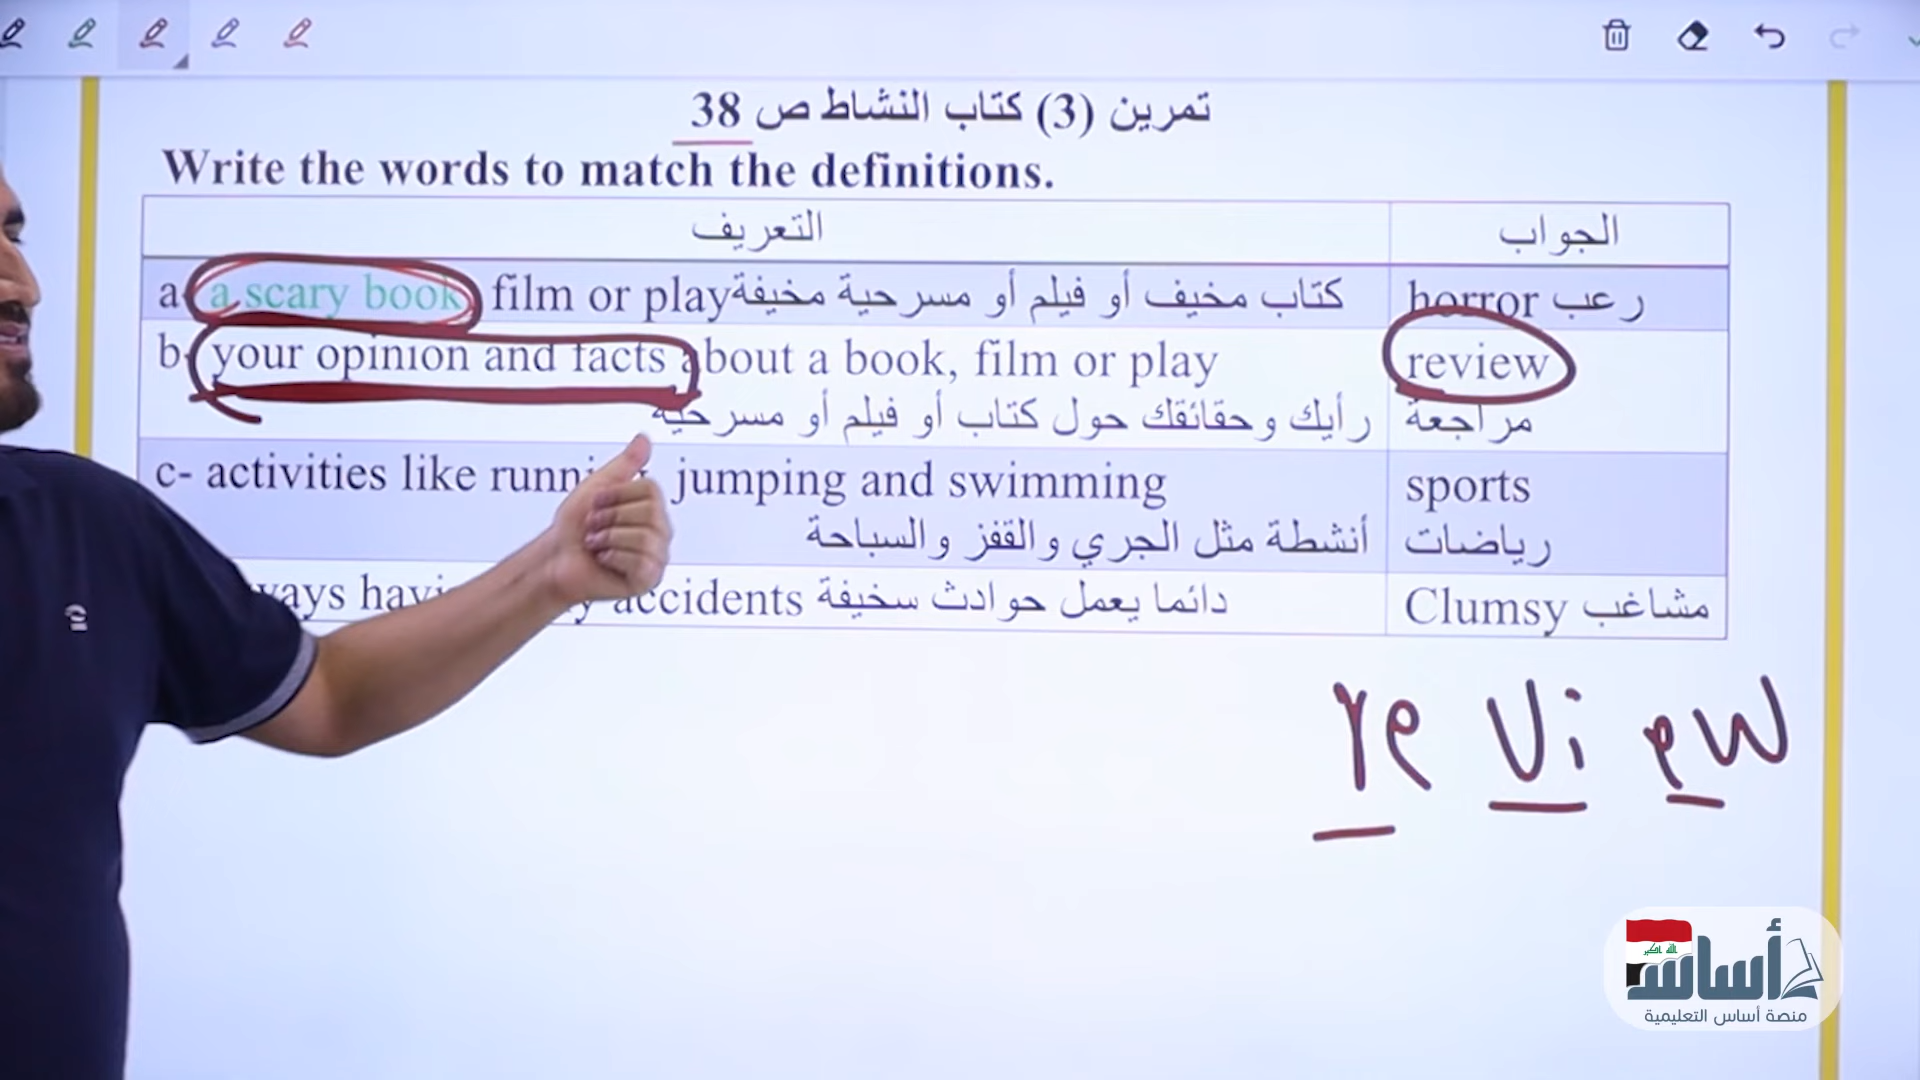 تمرين (3) كتاب النشاط ص 38
Write the words to match the definitions.
التعريف
الجواب
a- a scary book film or play كتاب مخيف أو فيلم أو مسرحية مخيفة
horror رعب
b- your opinion and facts about a book, film or play
رأيك وحقائقك حول كتاب أو فيلم أو مسرحية
review
مراجعة
c- activities like running, jumping and swimming
أنشطة مثل الجري والقفز والسباحة
sports
رياضات
accidents دائما يعمل حوادث سخيفة
Clumsy مشاغب
re Vi ew
أساس
منصة أساس التعليمية